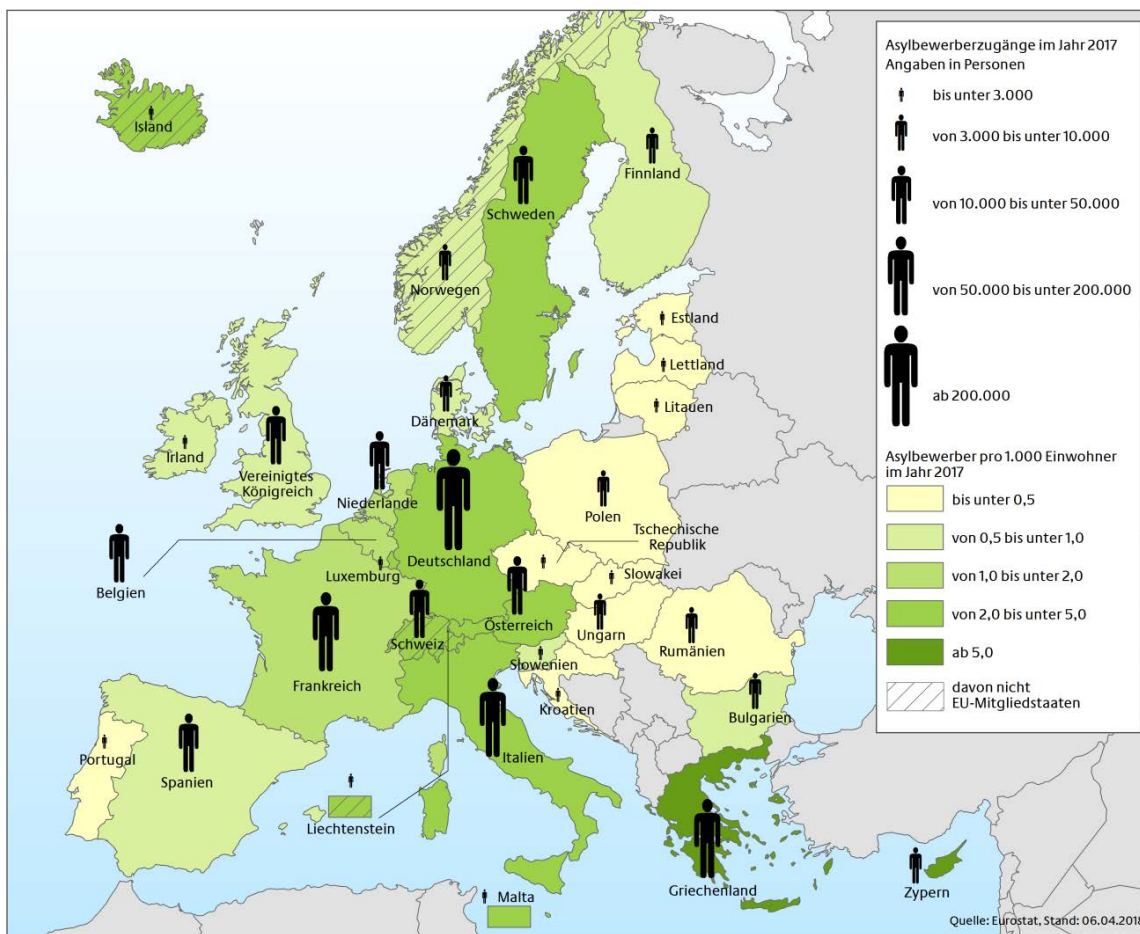 Island
Schweden
Finnland
Norwegen
Estland
Lettland
Litauen
Dänemark
Irland
Vereinigtes
Königreich
Niederlande
Belgien
Luxemburg
Deutschland
Polen
Tschechische
Republik
Slowakei
Österreich
Ungarn
Rumänien
Schweiz
Slowenien
Frankreich
Kroatien
Bulgarien
Portugal
Spanien
Italien
Liechtenstein
Griechenland
Zypern
Malta
Asylbewerberzugänge im Jahr 2017
Angaben in Personen
bis unter 3.000
von 3.000 bis unter 10.000
von 10.000 bis unter 50.000
von 50.000 bis unter 200.000
ab 200.000
Asylbewerber pro 1.000 Einwohner
im Jahr 2017
bis unter 0,5
von 0,5 bis unter 1,0
von 1,0 bis unter 2,0
von 2,0 bis unter 5,0
ab 5,0
davon nicht
EU-Mitgliedstaaten
Quelle: Eurostat, Stand: 06.04.2018